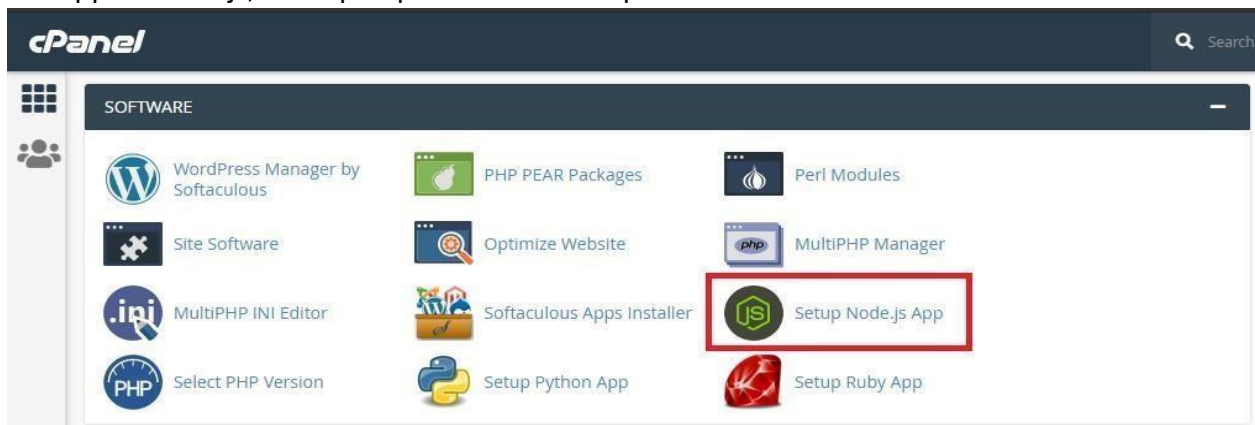 cPanel
Search
SOFTWARE
WordPress Manager by
Softaculous
PHP PEAR Packages
Perl Modules
Site Software
Optimize Website
php
MultiPHP Manager
.ini
MultiPHP INI Editor
Softaculous Apps Installer
JS
Setup Node.js App
PHP
Select PHP Version
Setup Python App
Setup Ruby App